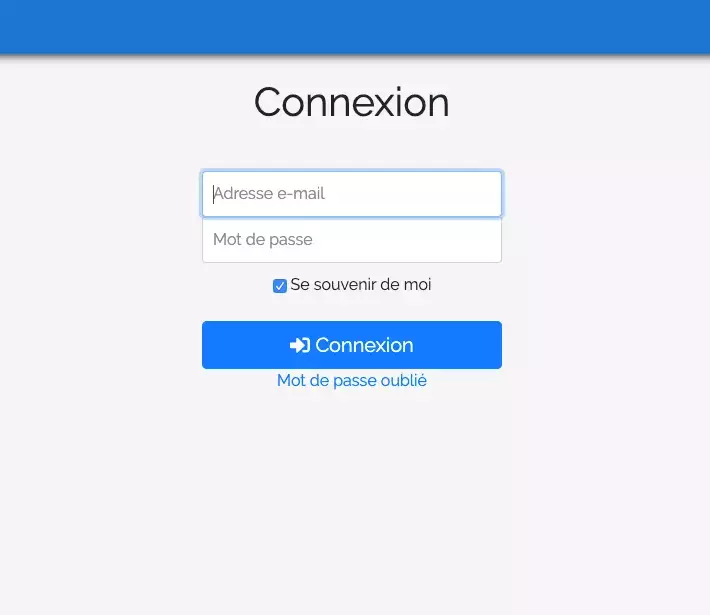 Connexion
Adresse e-mail
Mot de passe
Se souvenir de moi
Connexion
Mot de passe oublié